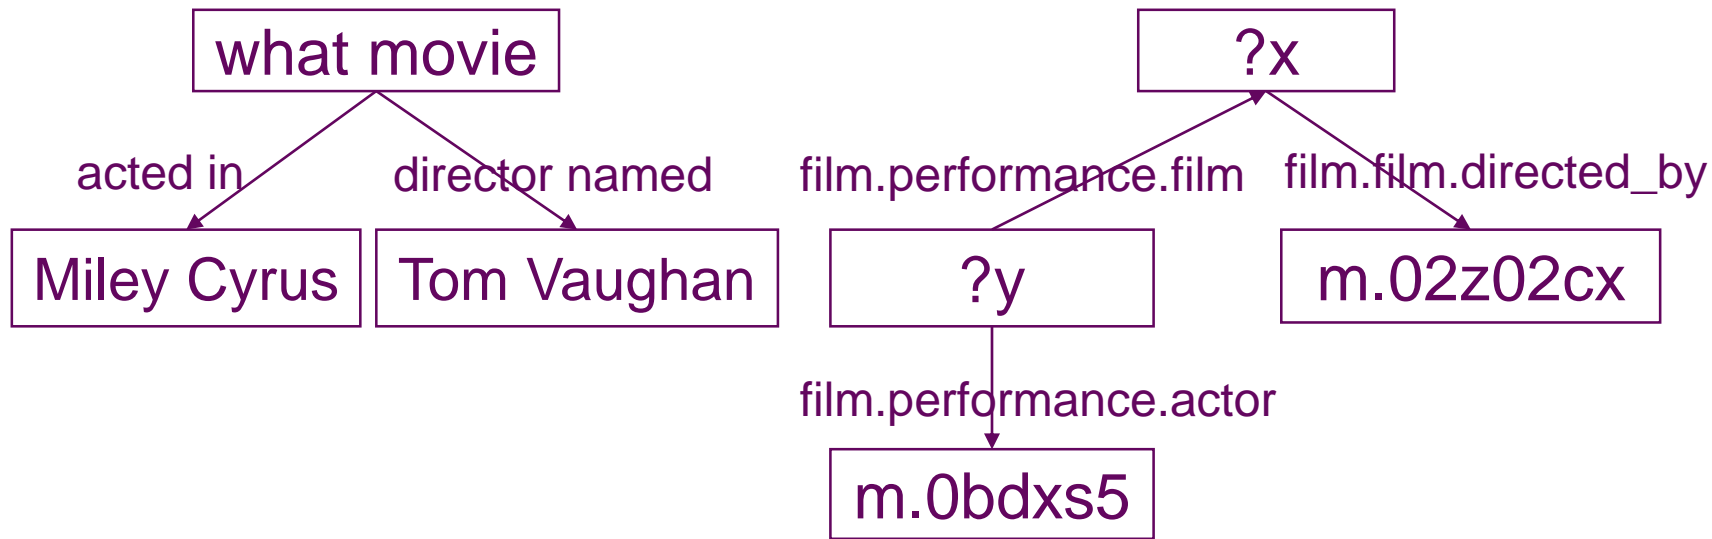 what movie
?x
acted in
director named
film.performance.film
film.film.directed_by
Miley Cyrus
Tom Vaughan
?y
m.02z02cx
film.performance.actor
m.0bdxs5